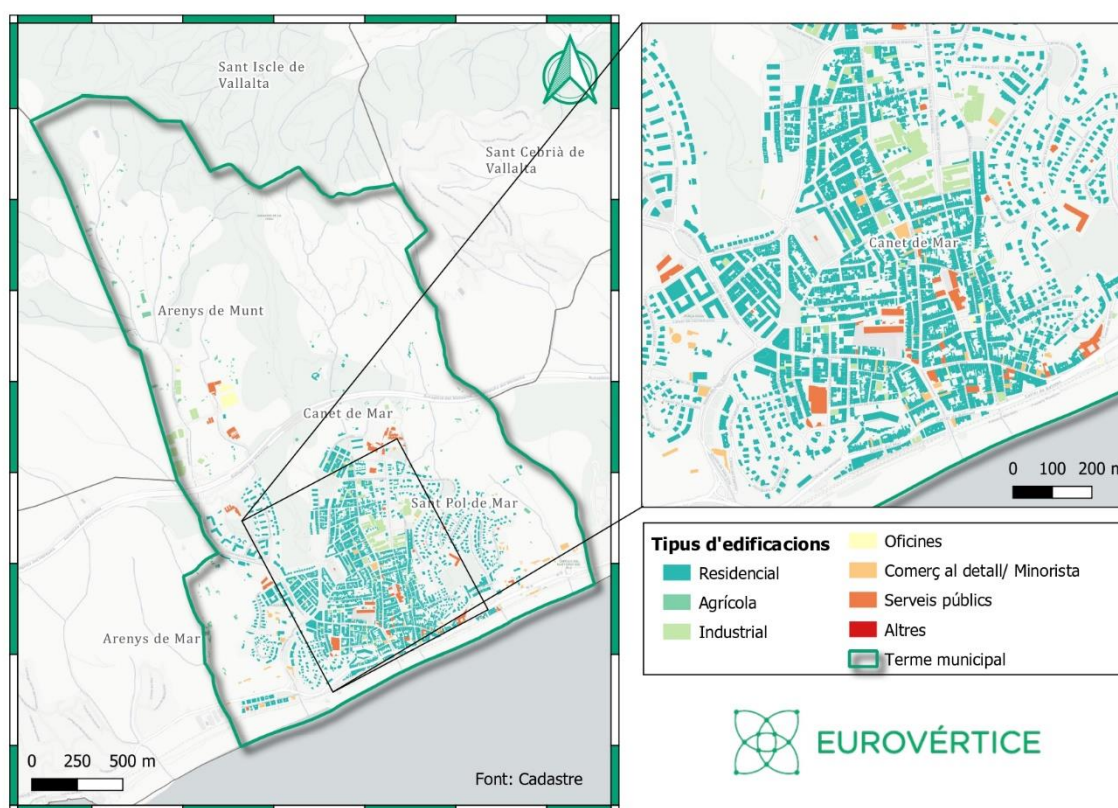 Sant Iscle de
Vallalta
Sant Cebrià de
Vallalta
Arenys de Munt
Canet de Mar
Sant Pol de Mar
Arenys de Mar
0 250 500 m
Font: Cadastre
Canet de Mar
0 100 200 m
Tipus d'edificacions
Residencial
Agrícola
Industrial
Oficines
Comerç al detall/ Minorista
Serveis públics
Altres
Terme municipal
EUROVÉRTICE